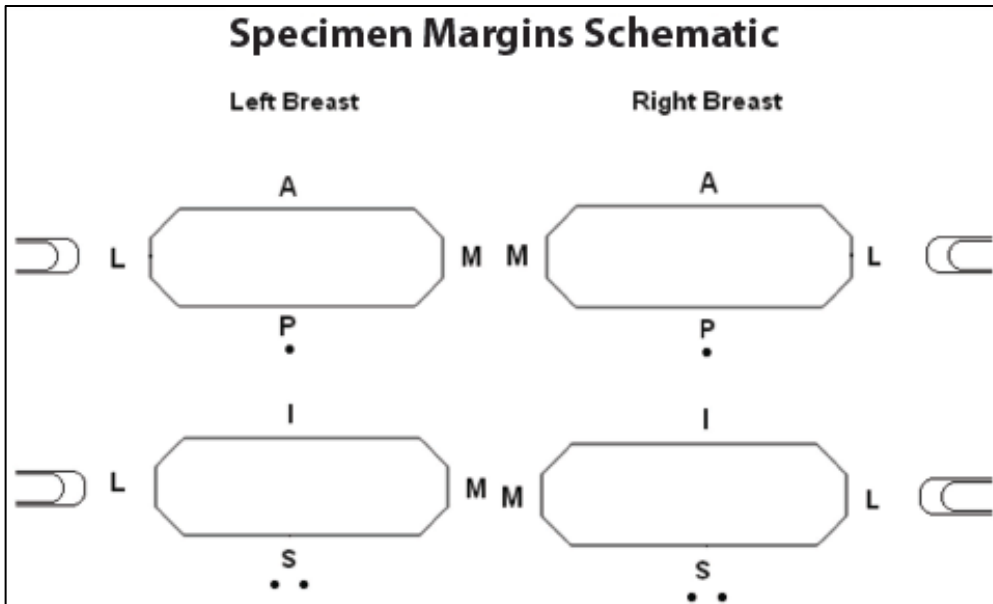 Specimen Margins Schematic
Left Breast Right Breast
A A
L M M L
P P
I I
L M M L
S S